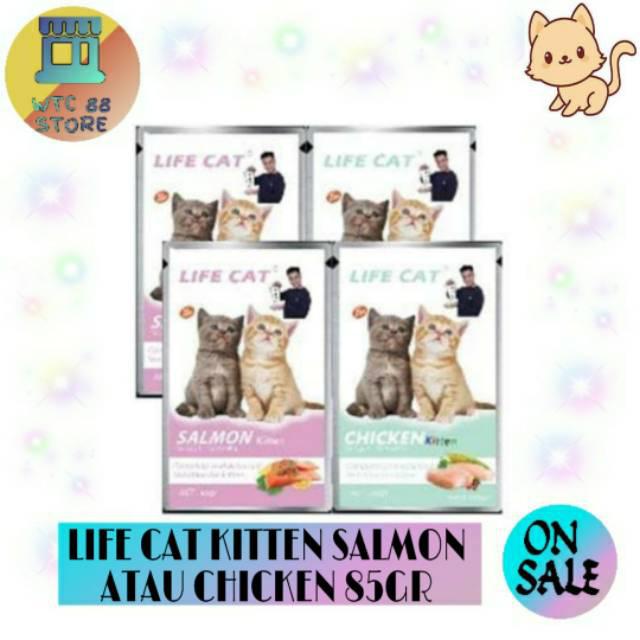 WTC 88
STORE
LIFE CAT
LIFE CAT
LIFE CAT
LIFE CAT
SALMON Kitten
CHICKEN Kitten
LIFE CAT KITTEN SALMON
ATAU CHICKEN 85GR
ON
SALE